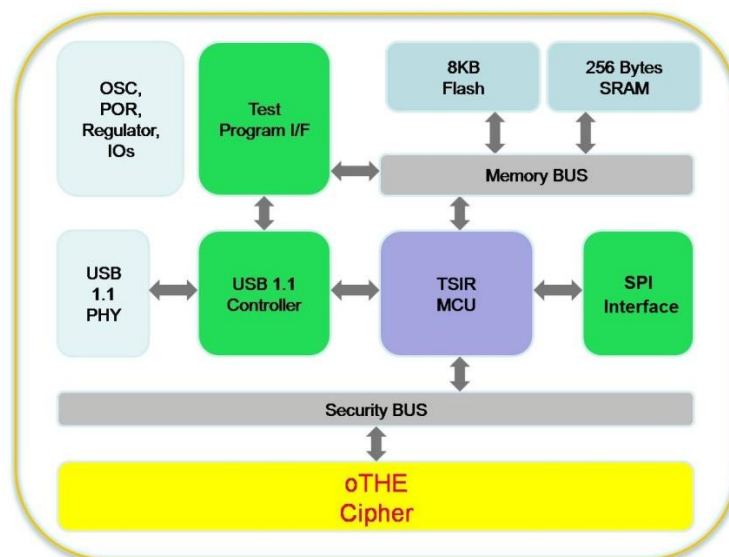 OSC,
POR,
Regulator,
IOs
Test
Program I/F
8KB
Flash
256 Bytes
SRAM
Memory BUS
USB
1.1
PHY
USB 1.1
Controller
TSIR
MCU
SPI
Interface
Security BUS
oTHE
Cipher